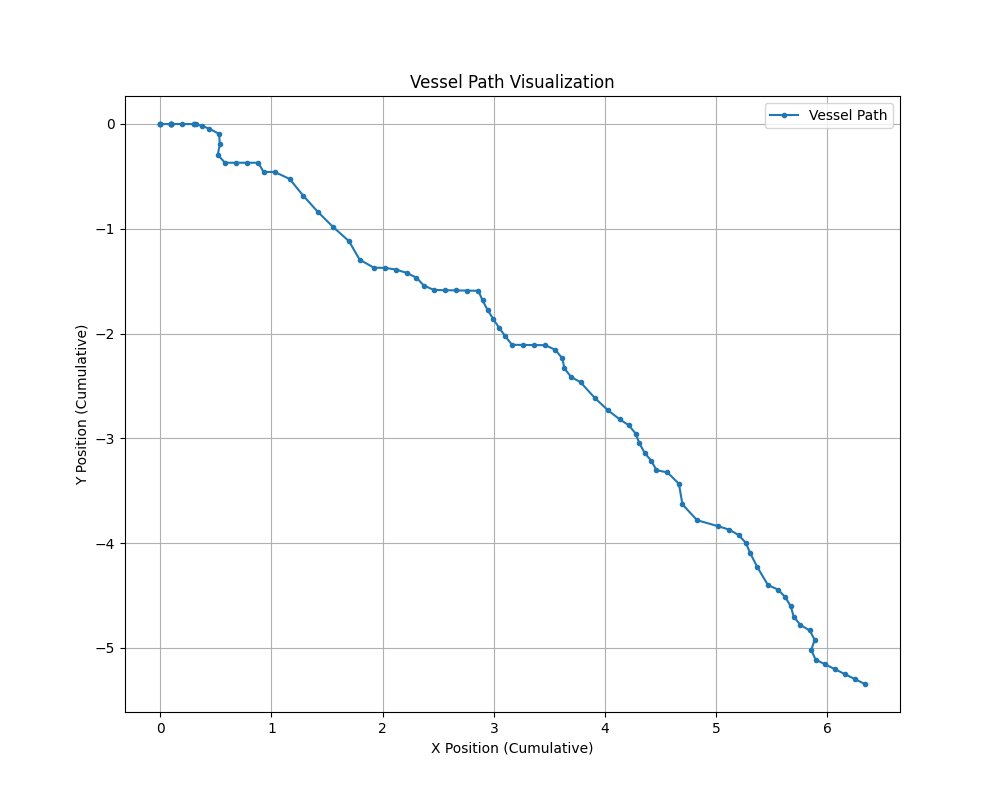 Vessel Path Visualization
Vessel Path
0
−1
−2
−3
−4
−5
Y Position (Cumulative)
0 1 2 3 4 5 6
X Position (Cumulative)